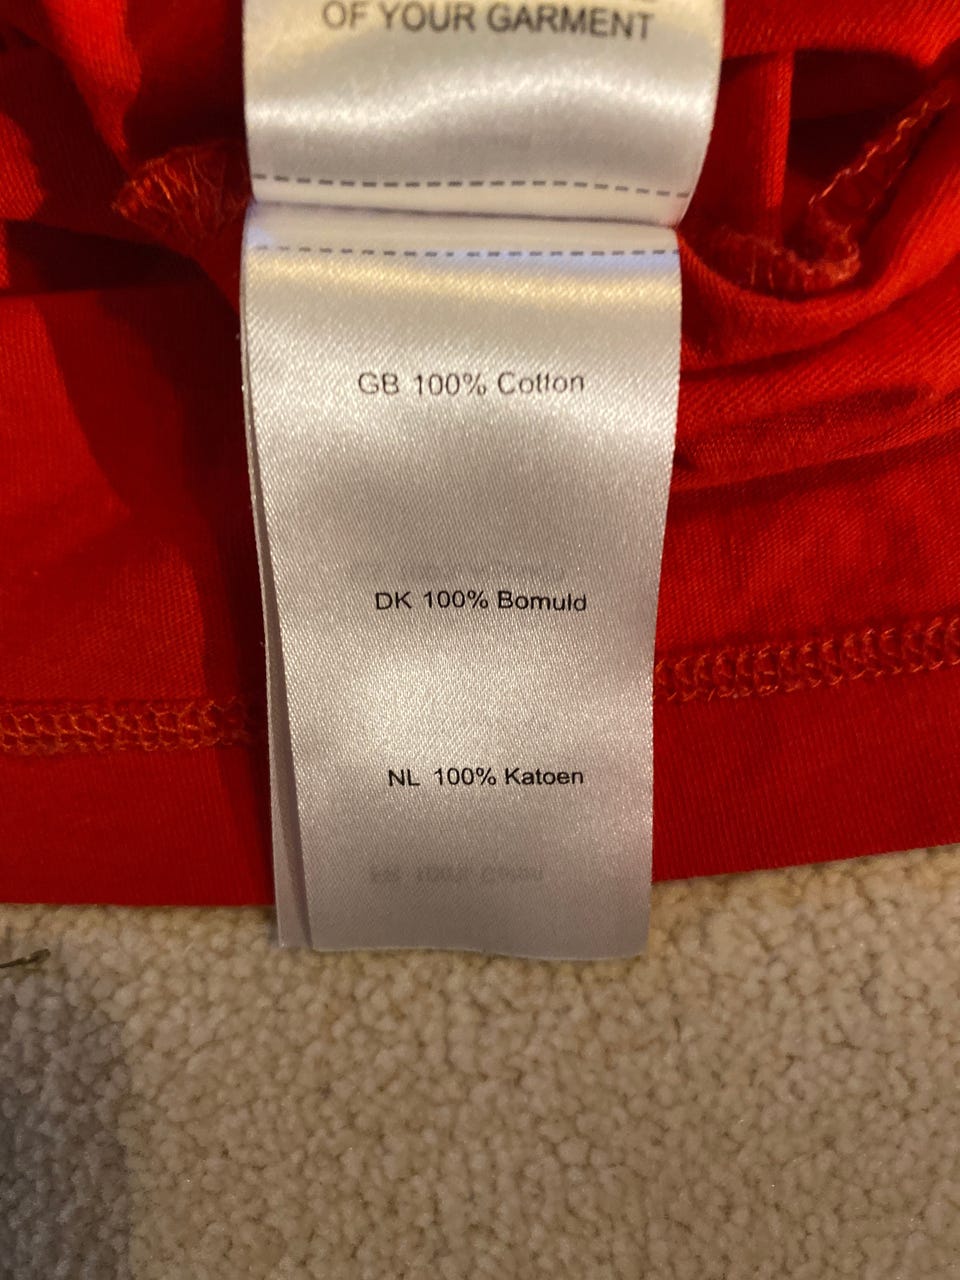 OF YOUR GARMENT
GB 100% Cotton
DK 100% Bomuld
NL 100% Katoen